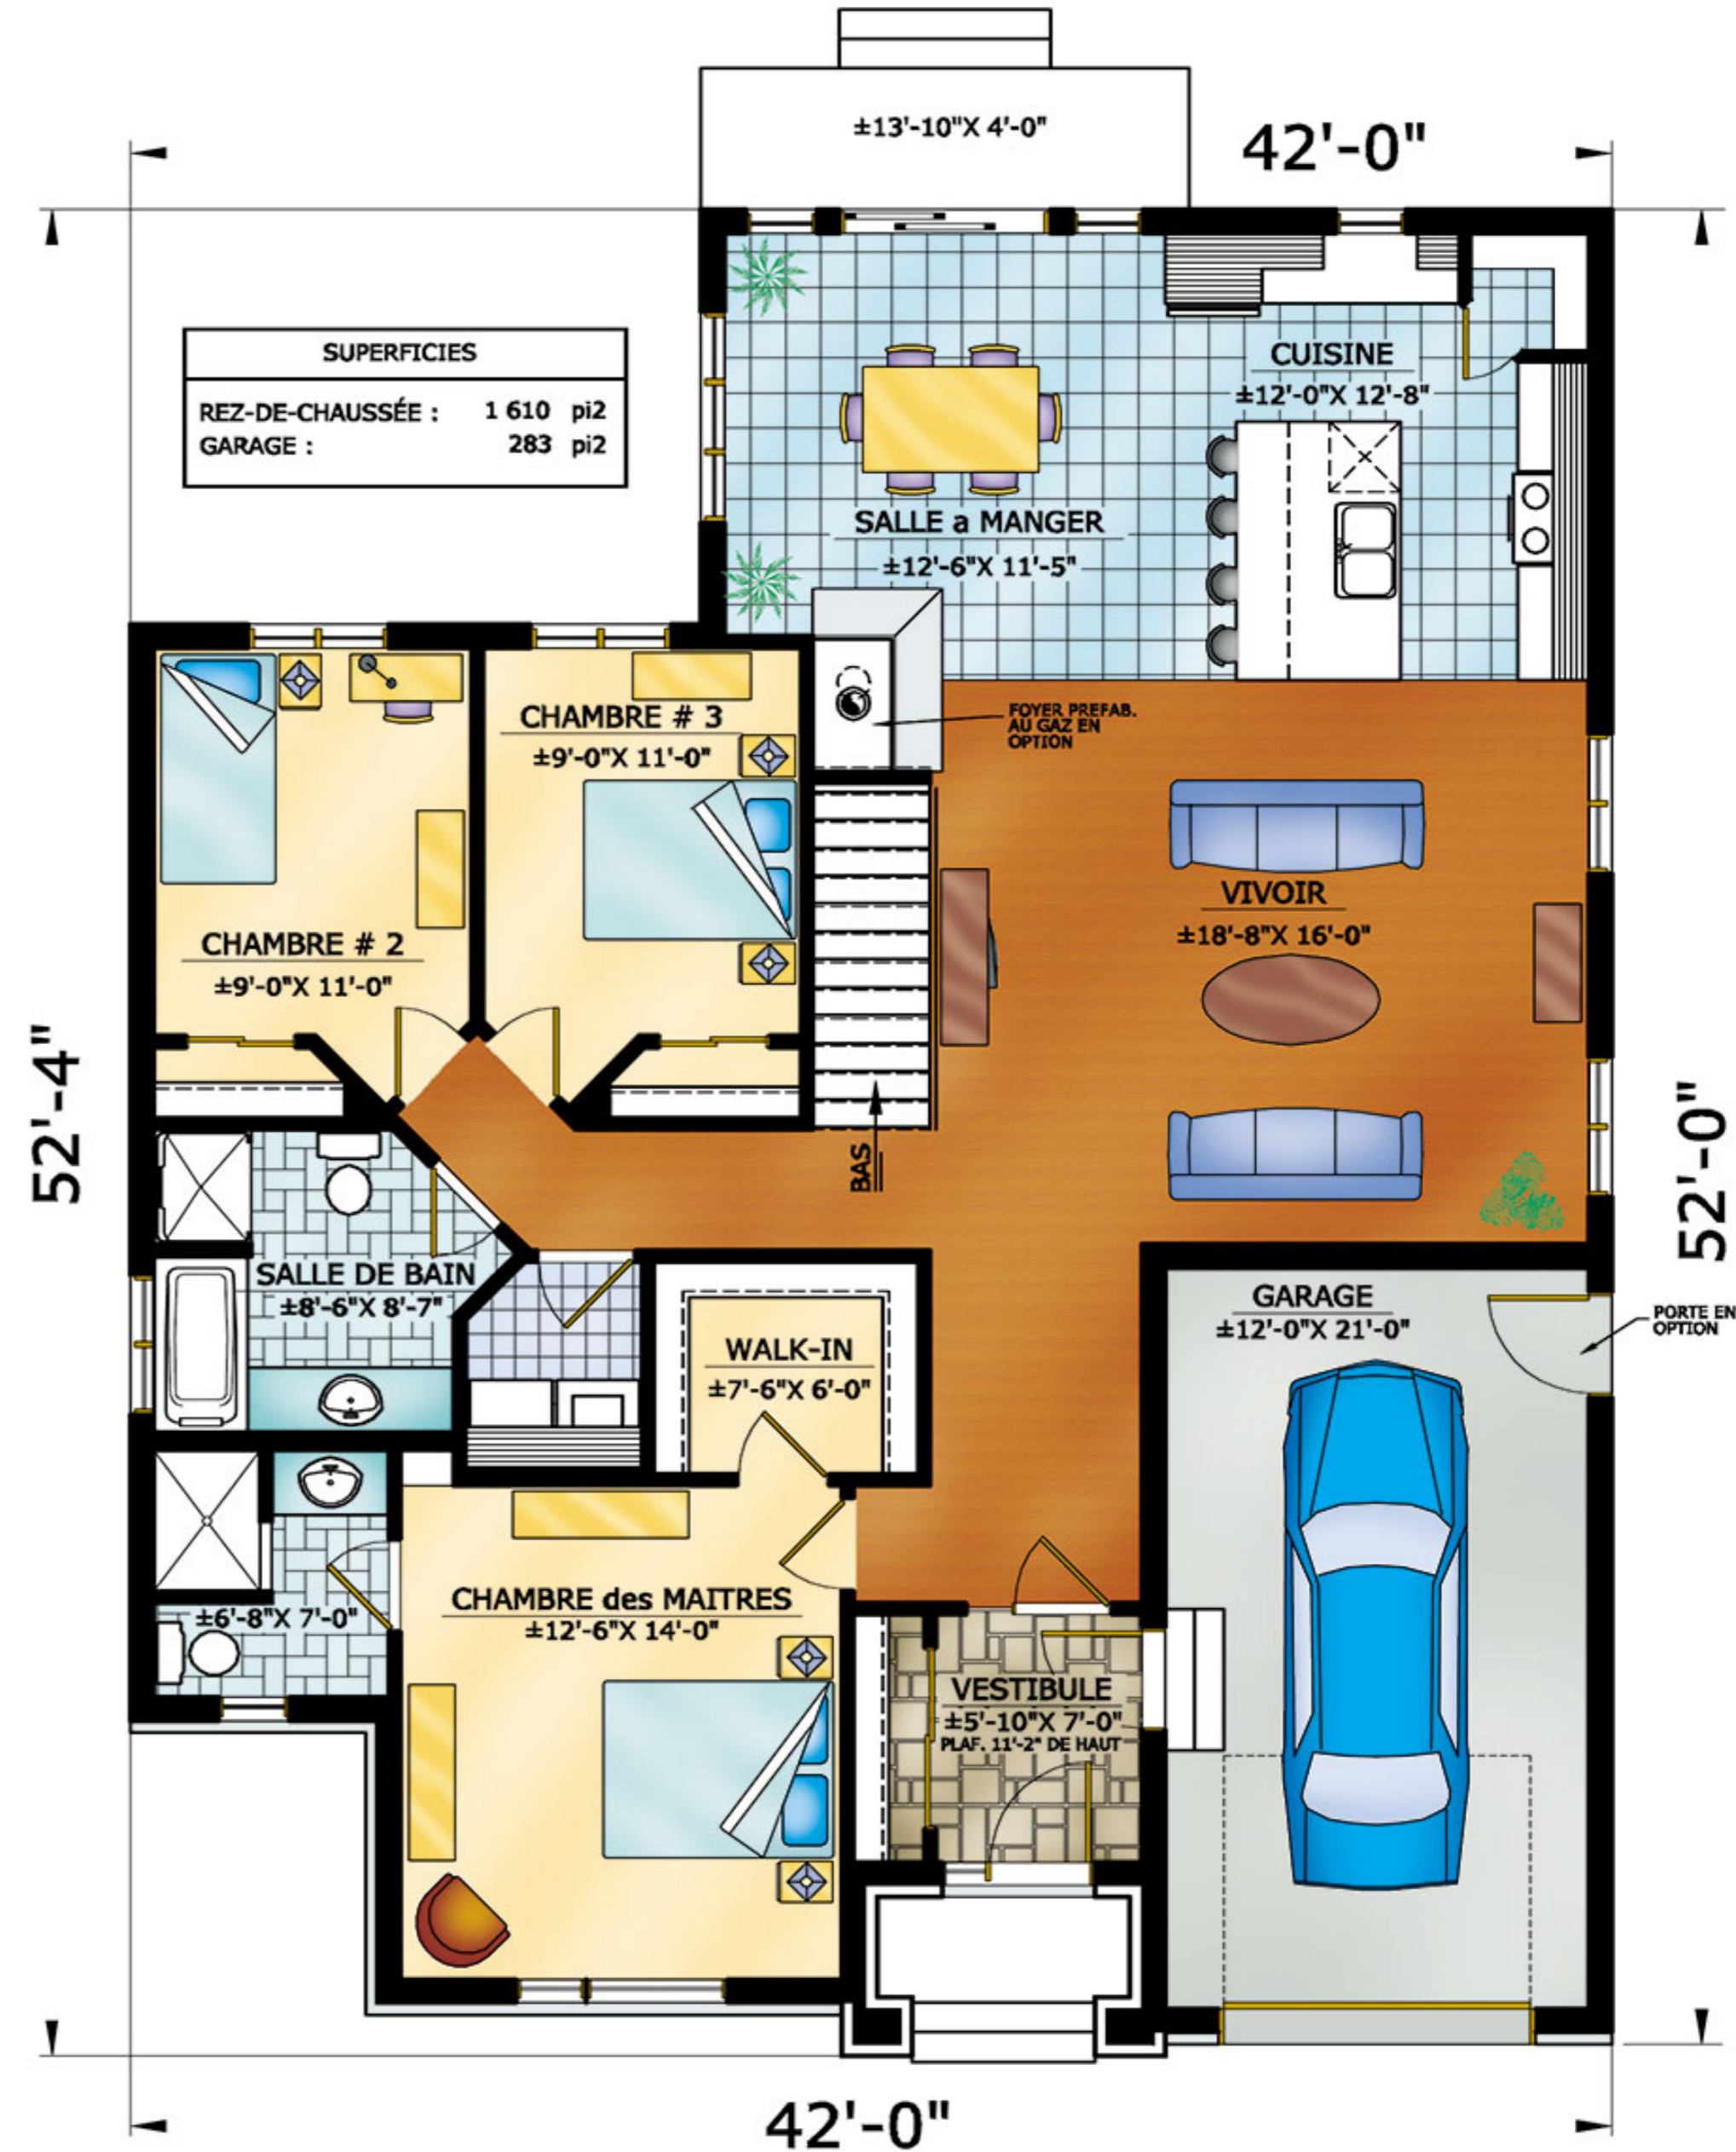 ±13'-10"X 4'-0"
42'-0"
SUPERFICIES
REZ-DE-CHAUSSÉE : 1 610 pi2
GARAGE : 283 pi2
CUISINE
±12'-0"X 12'-8"
SALLE a MANGER
±12'-6"X 11'-5"
CHAMBRE # 3
±9'-0"X 11'-0"
FOYER PREFAB.
AU GAZ EN
OPTION
CHAMBRE # 2
±9'-0"X 11'-0"
VIVOIR
±18'-8"X 16'-0"
52'-4"
BAS
52'-0"
SALLE DE BAIN
±8'-6"X 8'-7"
WALK-IN
±7'-6"X 6'-0"
GARAGE
±12'-0"X 21'-0"
PORTE EN
OPTION
±6'-8"X 7'-0"
CHAMBRE des MAITRES
±12'-6"X 14'-0"
VESTIBULE
±5'-10"X 7'-0"
PLAF. 11'-2" DE HAUT
42'-0"